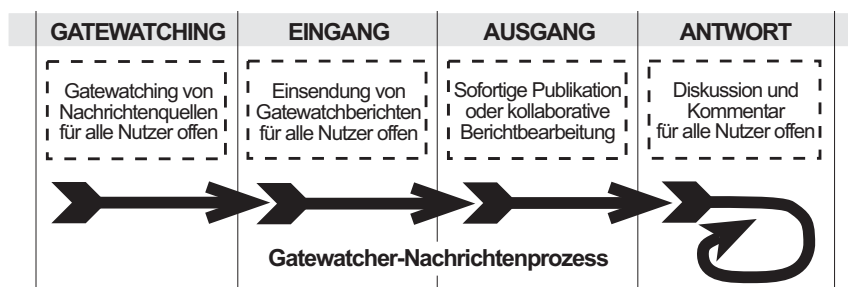 GATEWATCHING EINGANG AUSGANG ANTWORT
Gatewatching von
Nachrichtenquellen
für alle Nutzer offen
Einsendung von
Gatewatchberichten
für alle Nutzer offen
Sofortige Publikation
oder kollaborative
Berichtbearbeitung
Diskussion und
Kommentar
für alle Nutzer offen
Gatewatcher-Nachrichtenprozess